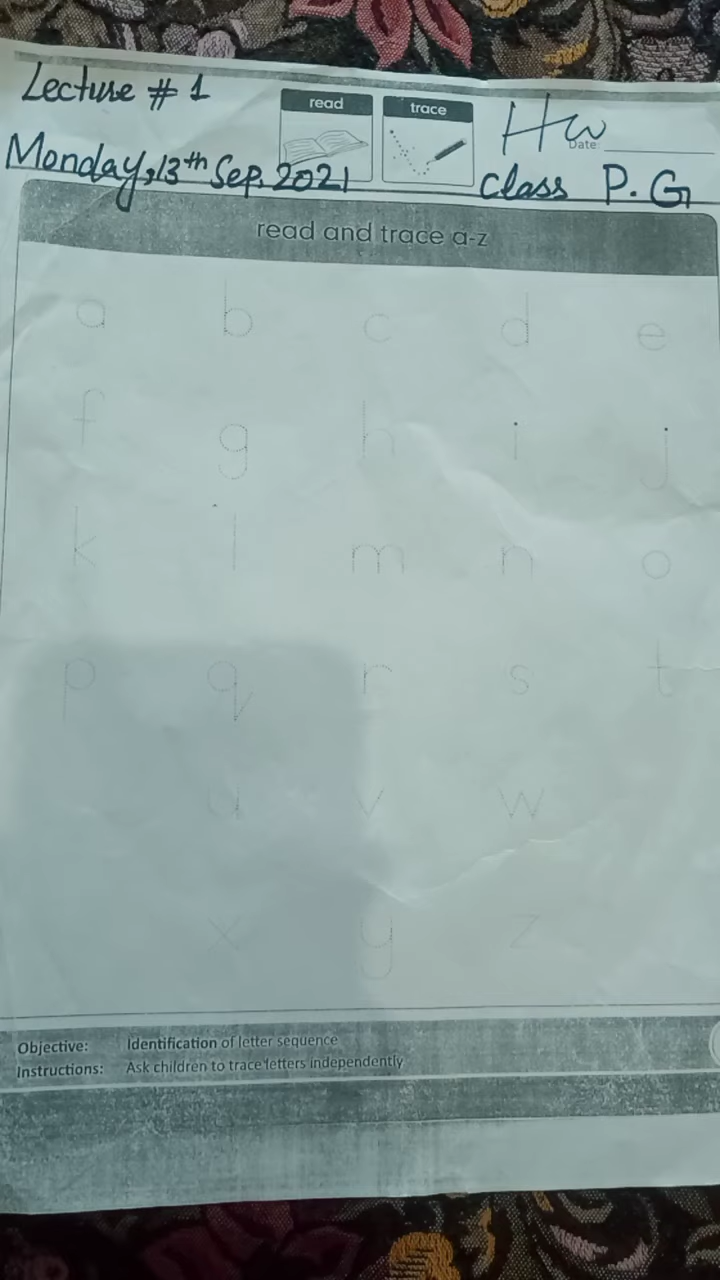 Lecture # 1
read
trace
Hw
Date:
Monday, 13th Sep. 2021
Class P.G
read and trace a-z
a b c d e
f g h i j
k l m n o
p q r s t
u v w
x y z
Objective: Identification of letter sequence
Instructions: Ask children to trace letters independently